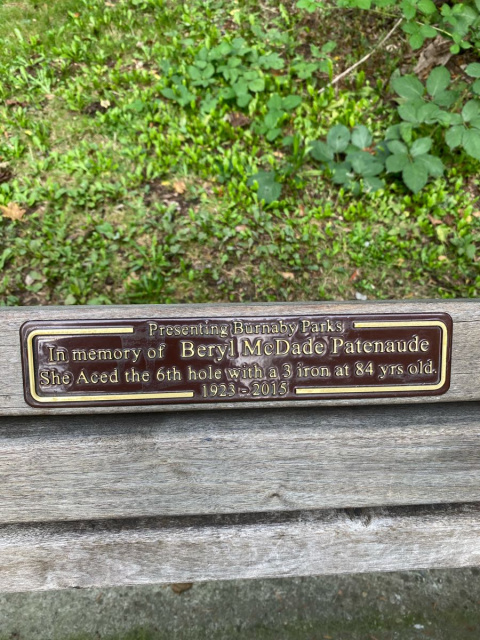 Presenting Burnaby Parks
In memory of Beryl McDade Patenaude
She Aced the 6th hole with a 3 iron at 84 yrs old.
1923 - 2015